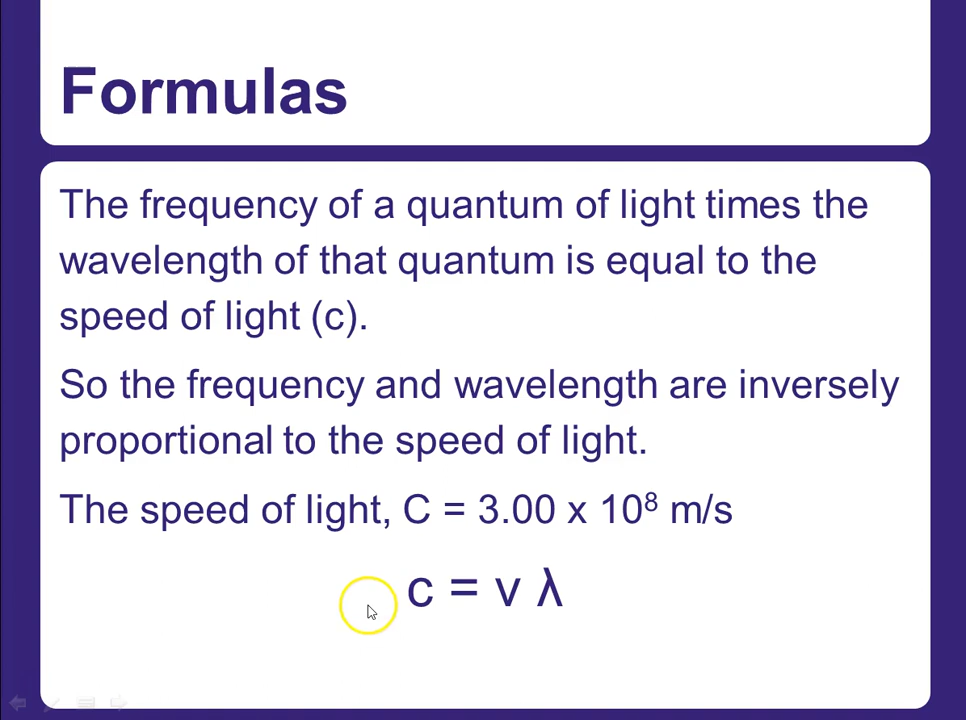 Formulas
The frequency of a quantum of light times the
wavelength of that quantum is equal to the
speed of light (c).
So the frequency and wavelength are inversely
proportional to the speed of light.
The speed of light, C = 3.00 x 10⁸ m/s
c = ν λ